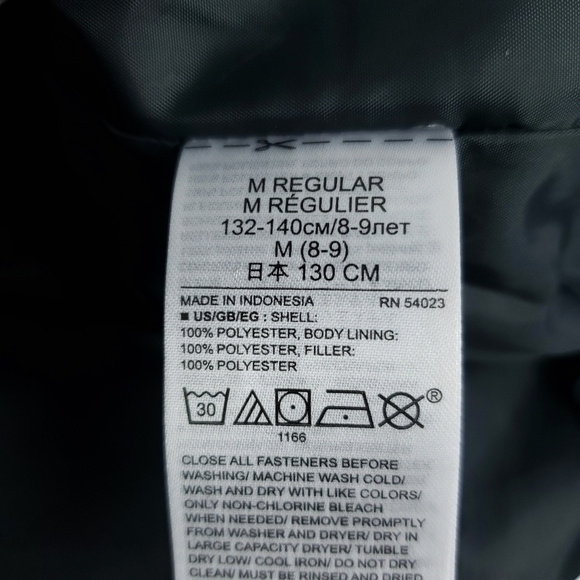 M REGULAR
M RÉGULIER
132-140см/8-9лет
M (8-9)
日本 130 CM
MADE IN INDONESIA RN 54023
■ US/GB/EG : SHELL:
100% POLYESTER, BODY LINING:
100% POLYESTER, FILLER:
100% POLYESTER
30 ®
1166
CLOSE ALL FASTENERS BEFORE
WASHING/ MACHINE WASH COLD/
WASH AND DRY WITH LIKE COLORS/
ONLY NON-CHLORINE BLEACH
WHEN NEEDED/ REMOVE PROMPTLY
FROM WASHER AND DRYER/ DRY IN
LARGE CAPACITY DRYER/ TUMBLE
DRY LOW/ COOL IRON/ DO NOT DRY
CLEAN/ MUST BE RINSED AND DRIED